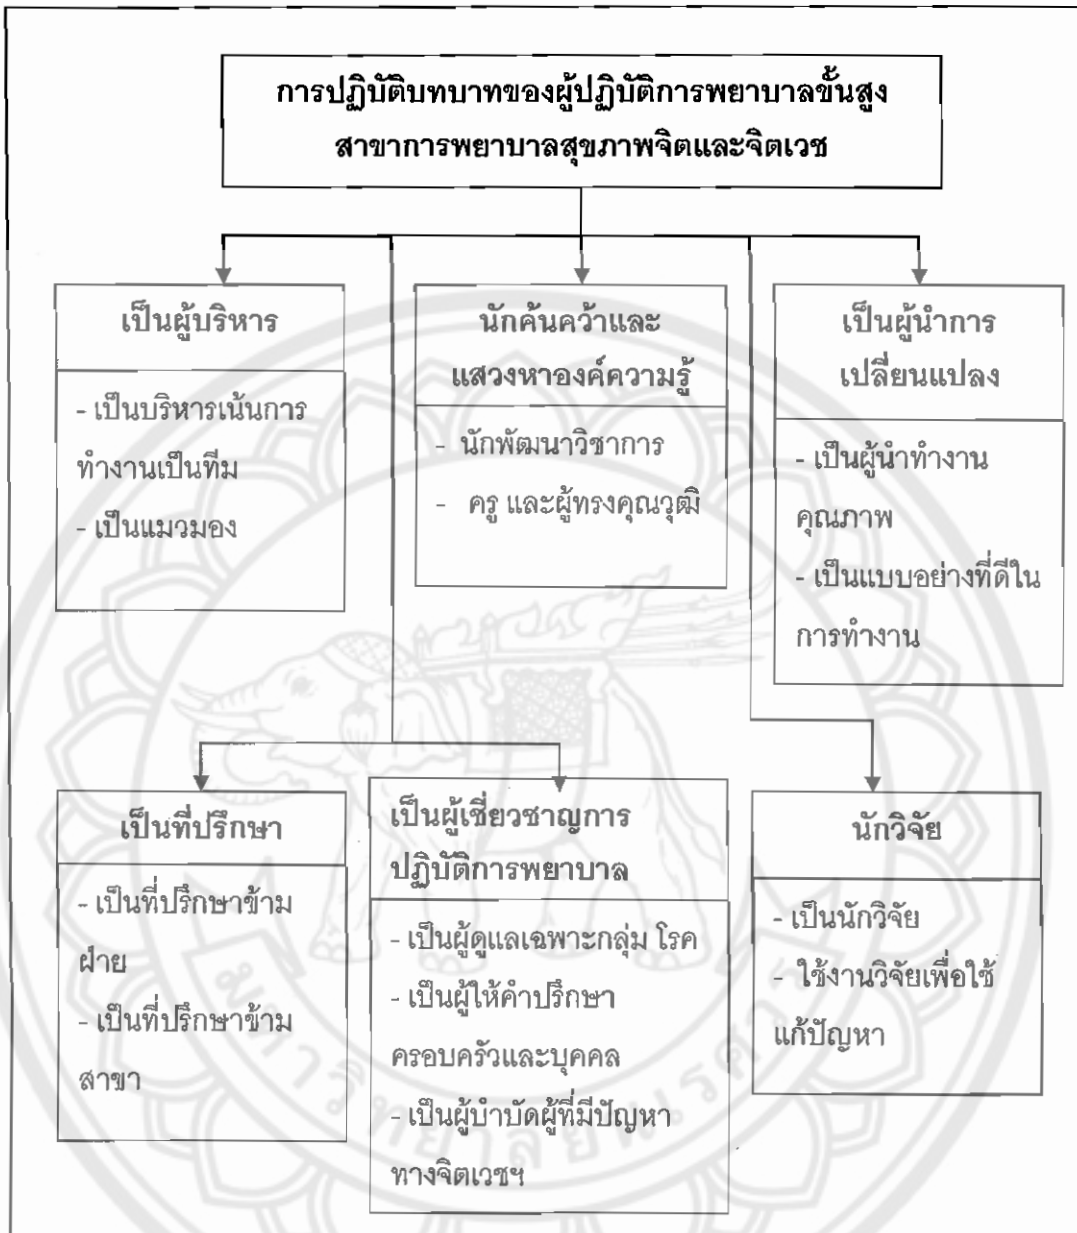 การปฏิบัติบทบาทของผู้ปฏิบัติการพยาบาลขั้นสูง
สาขาการพยาบาลสุขภาพจิตและจิตเวช
เป็นผู้บริหาร
- เป็นบริหารเน้นการ
ทำงานเป็นทีม
- เป็นแมวมอง
นักค้นคว้าและ
แสวงหาองค์ความรู้
- นักพัฒนาวิชาการ
- ครู และผู้ทรงคุณวุฒิ
เป็นผู้นำการ
เปลี่ยนแปลง
- เป็นผู้นำทำงาน
คุณภาพ
- เป็นแบบอย่างที่ดีใน
การทำงาน
เป็นที่ปรึกษา
- เป็นที่ปรึกษาข้าม
ฝ่าย
- เป็นที่ปรึกษาข้าม
สาขา
เป็นผู้เชี่ยวชาญการ
ปฏิบัติการพยาบาล
- เป็นผู้ดูแลเฉพาะกลุ่ม โรค
- เป็นผู้ให้คำปรึกษา
ครอบครัวและบุคคล
- เป็นผู้บำบัดผู้ที่มีปัญหา
ทางจิตเวชฯ
นักวิจัย
- เป็นนักวิจัย
- ใช้งานวิจัยเพื่อใช้
แก้ปัญหา
มหาวิทยาลัยนเรศวร